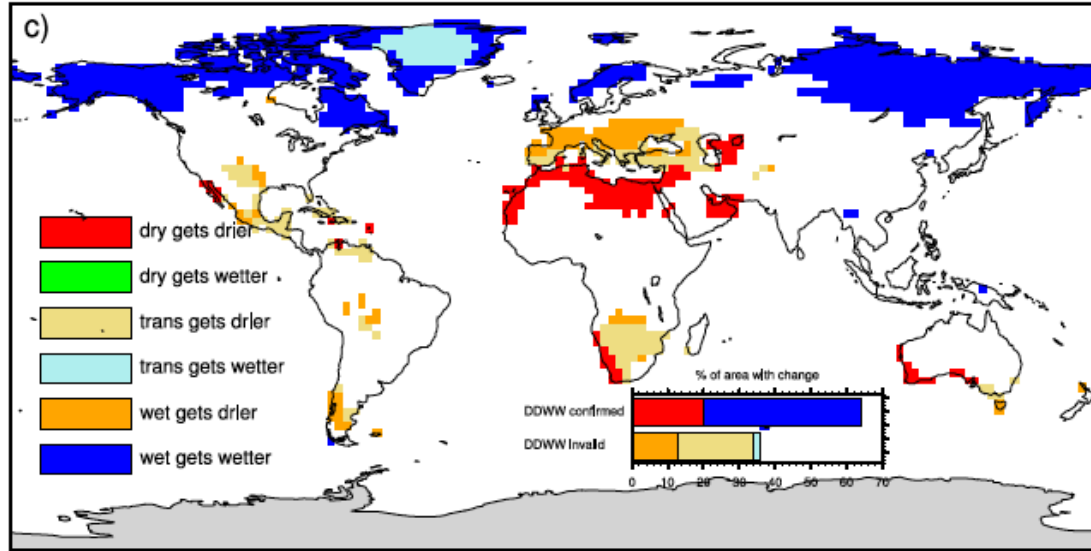 c)
dry gets drier
dry gets wetter
trans gets drier
trans gets wetter
wet gets drier
wet gets wetter
% of area with change
DDWW confirmed
DDWW Invalid
0 10 20 30 40 50 60 70